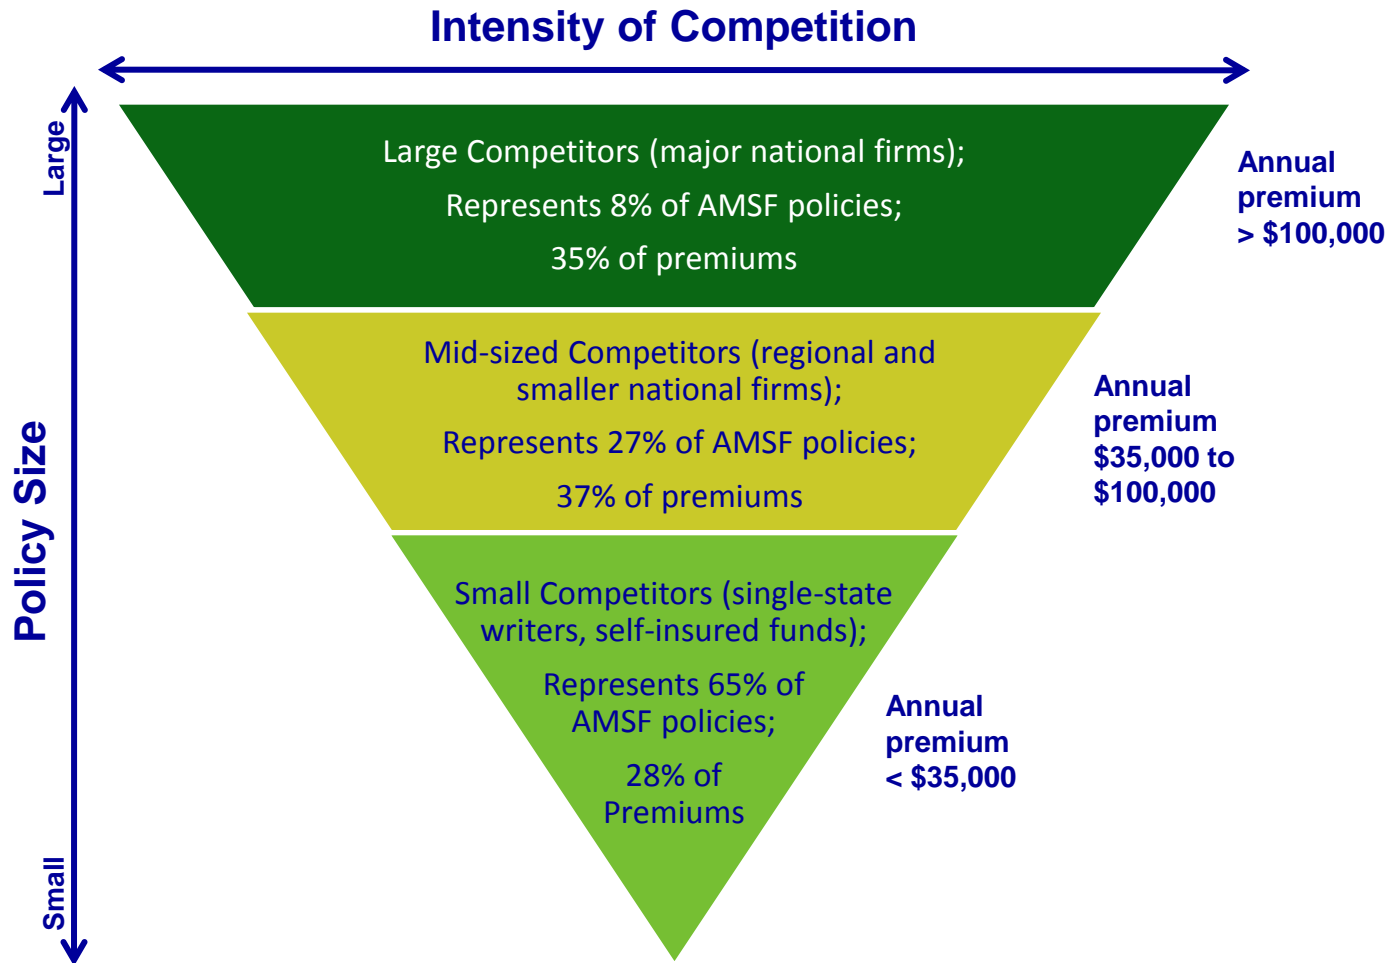 Intensity of Competition
Large
Large Competitors (major national firms);
Represents 8% of AMSF policies;
35% of premiums
Annual
premium
> $100,000
Mid-sized Competitors (regional and
smaller national firms);
Represents 27% of AMSF policies;
37% of premiums
Annual
premium
$35,000 to
$100,000
Policy Size
Small Competitors (single-state
writers, self-insured funds);
Represents 65% of
AMSF policies;
28% of
Premiums
Annual
premium
< $35,000
Small